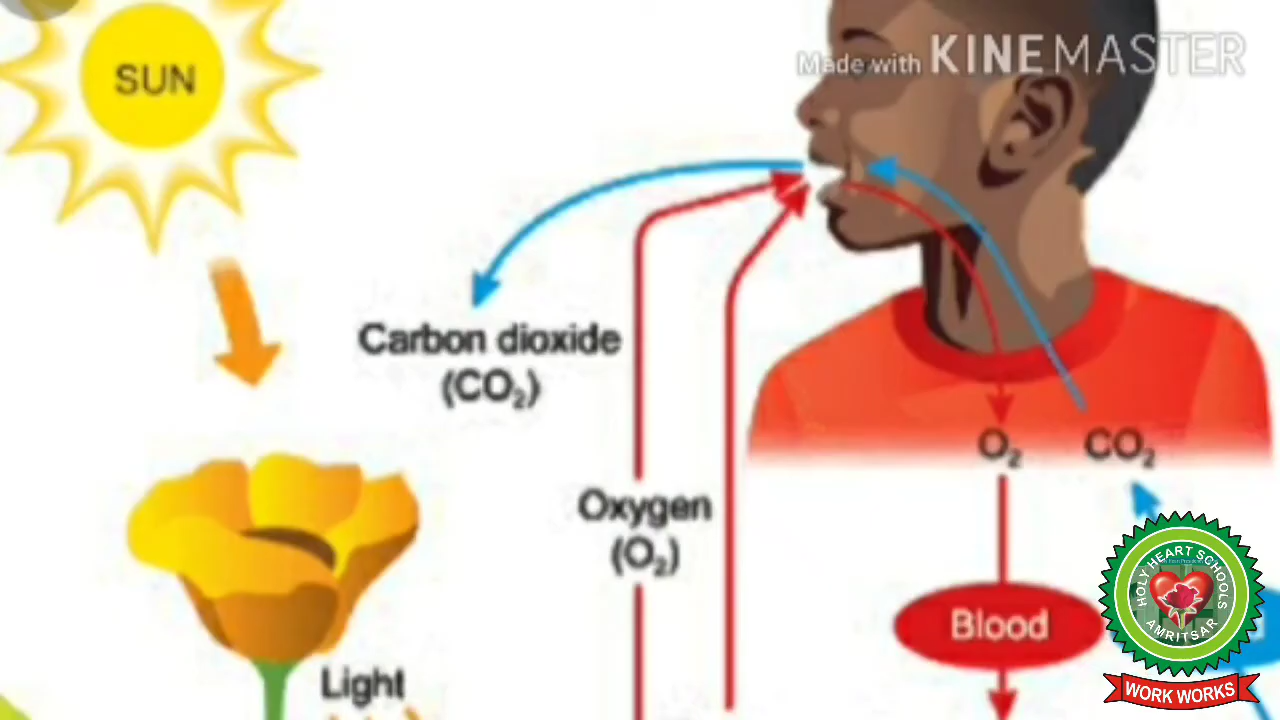 SUN
Made with KINEMASTER
Carbon dioxide
(CO₂)
O₂
CO₂
Oxygen
(O₂)
Blood
Light
HOLY HEART SCHOOLS
AMRITSAR
WORK WORKS